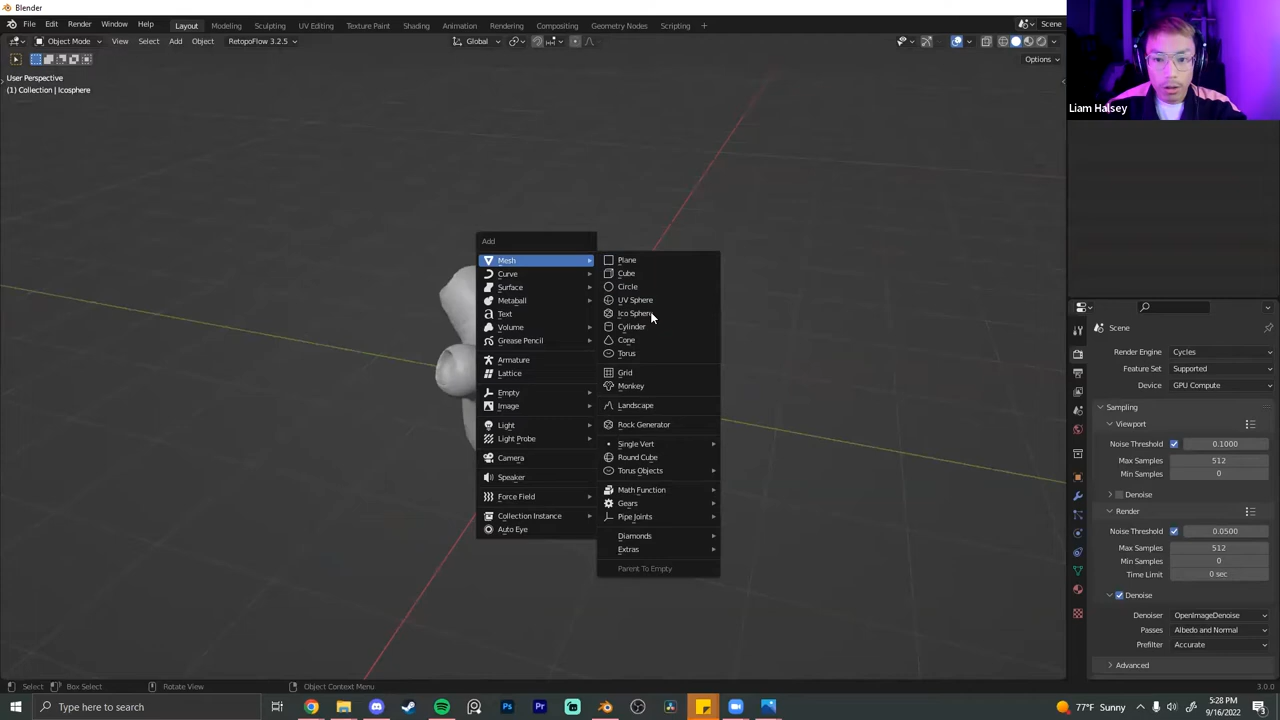 Blender
File Edit Render Window Help
Layout Modeling Sculpting UV Editing Texture Paint Shading Animation Rendering Compositing Geometry Nodes Scripting +
Scene
Object Mode View Select Add Object RetopoFlow 3.2.5 Global
Options
User Perspective
(1) Collection | Icosphere
Liam Halsey
Add
Mesh
Curve
Surface
Metaball
Text
Volume
Grease Pencil
Armature
Lattice
Empty
Image
Light
Light Probe
Camera
Speaker
Force Field
Collection Instance
Auto Eye
Plane
Cube
Circle
UV Sphere
Ico Sphere
Cylinder
Cone
Torus
Grid
Monkey
Landscape
Rock Generator
Single Vert
Round Cube
Torus Objects
Math Function
Gears
Pipe Joints
Diamonds
Extras
Parent To Empty
Scene
Render Engine Cycles
Feature Set Supported
Device GPU Compute
Sampling
Viewport
Noise Threshold 0.1000
Max Samples 512
Min Samples 0
Denoise
Render
Noise Threshold 0.0500
Max Samples 512
Min Samples 0
Time Limit 0 sec
Denoise
Denoiser OpenImageDenoise
Passes Albedo and Normal
Prefilter Accurate
Advanced
Select Box Select Rotate View Object Context Menu 3.0.0
Type here to search
Ps Pr
77°F Sunny
5:28 PM
9/16/2022